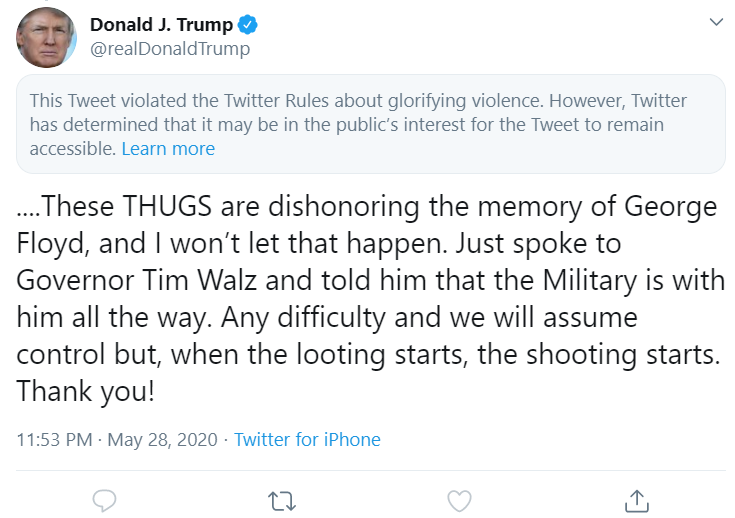 Donald J. Trump
@realDonaldTrump
This Tweet violated the Twitter Rules about glorifying violence. However, Twitter
has determined that it may be in the public's interest for the Tweet to remain
accessible. Learn more
....These THUGS are dishonoring the memory of George
Floyd, and I won't let that happen. Just spoke to
Governor Tim Walz and told him that the Military is with
him all the way. Any difficulty and we will assume
control but, when the looting starts, the shooting starts.
Thank you!
11:53 PM · May 28, 2020 · Twitter for iPhone